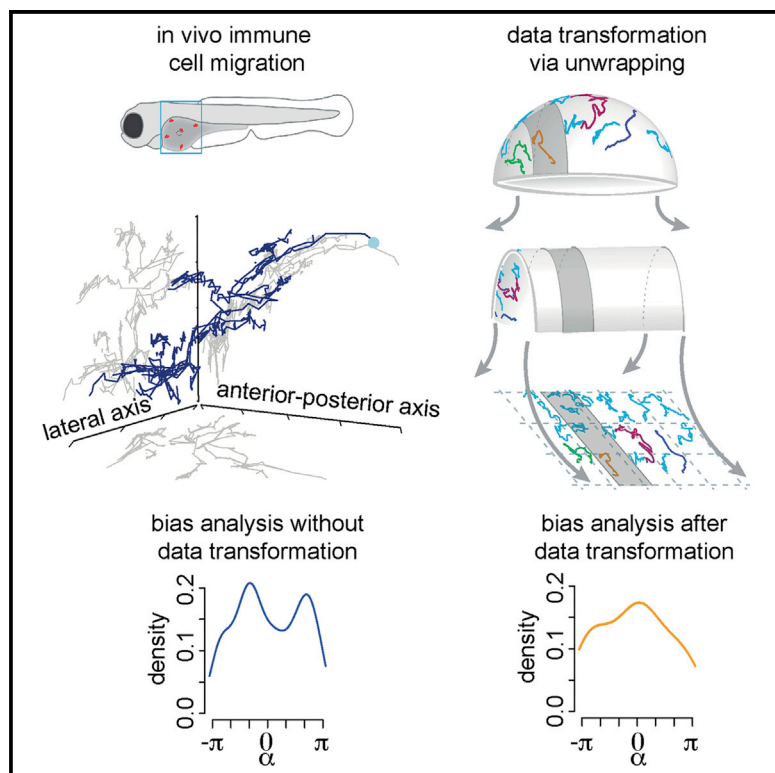 in vivo immune
cell migration
data transformation
via unwrapping
lateral axis
anterior-posterior axis
bias analysis without
data transformation
density
0.2
0.1
0.0
-π
0
π
α
bias analysis after
data transformation
density
0.2
0.1
0.0
-π
0
π
α